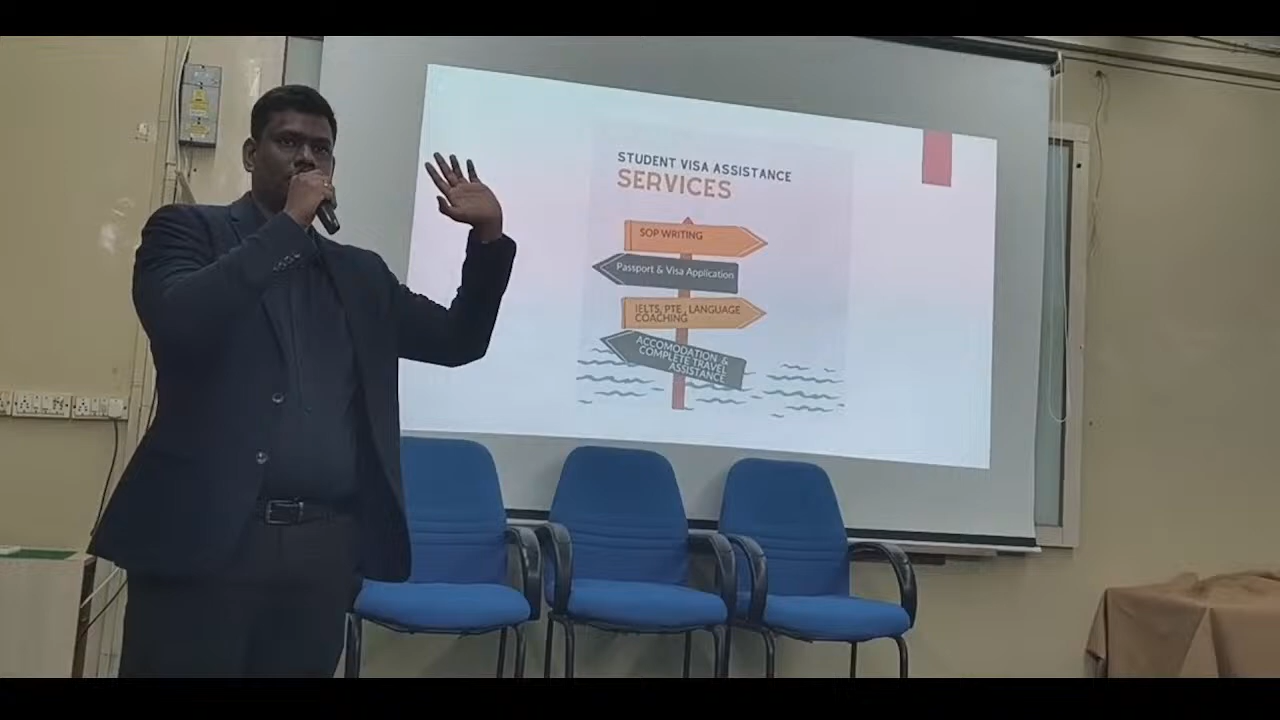 STUDENT VISA ASSISTANCE
SERVICES
SOP WRITING
Passport & Visa Application
IELTS, PTE , LANGUAGE
COACHING
ACCOMODATION &
COMPLETE TRAVEL
ASSISTANCE